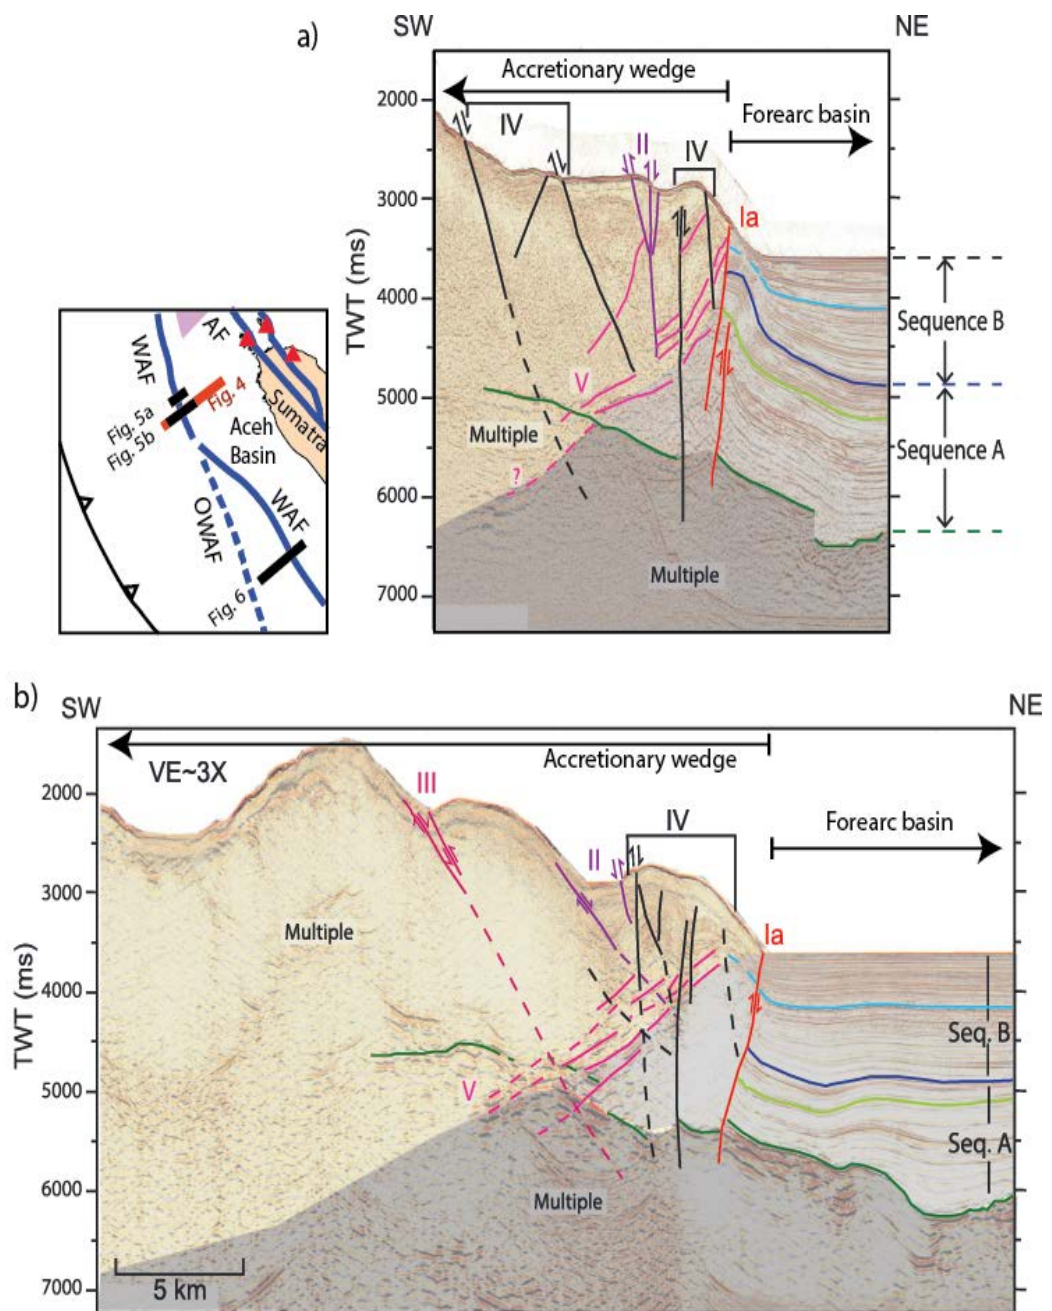 a)
SW
NE
Accretionary wedge
Forearc basin
2000
3000
4000
5000
6000
7000
TWT (ms)
IV
II
IV
Ia
V
?
Multiple
Multiple
Sequence B
Sequence A
WAF
AF
Fig. 4
Fig. 5a
Fig. 5b
Aceh
Basin
Sumatra
OWAF
WAF
Fig. 6
b)
SW
NE
Accretionary wedge
VE~3X
Forearc basin
2000
3000
4000
5000
6000
7000
TWT (ms)
III
II
IV
Ia
V
Multiple
Multiple
Seq. B
Seq. A
5 km